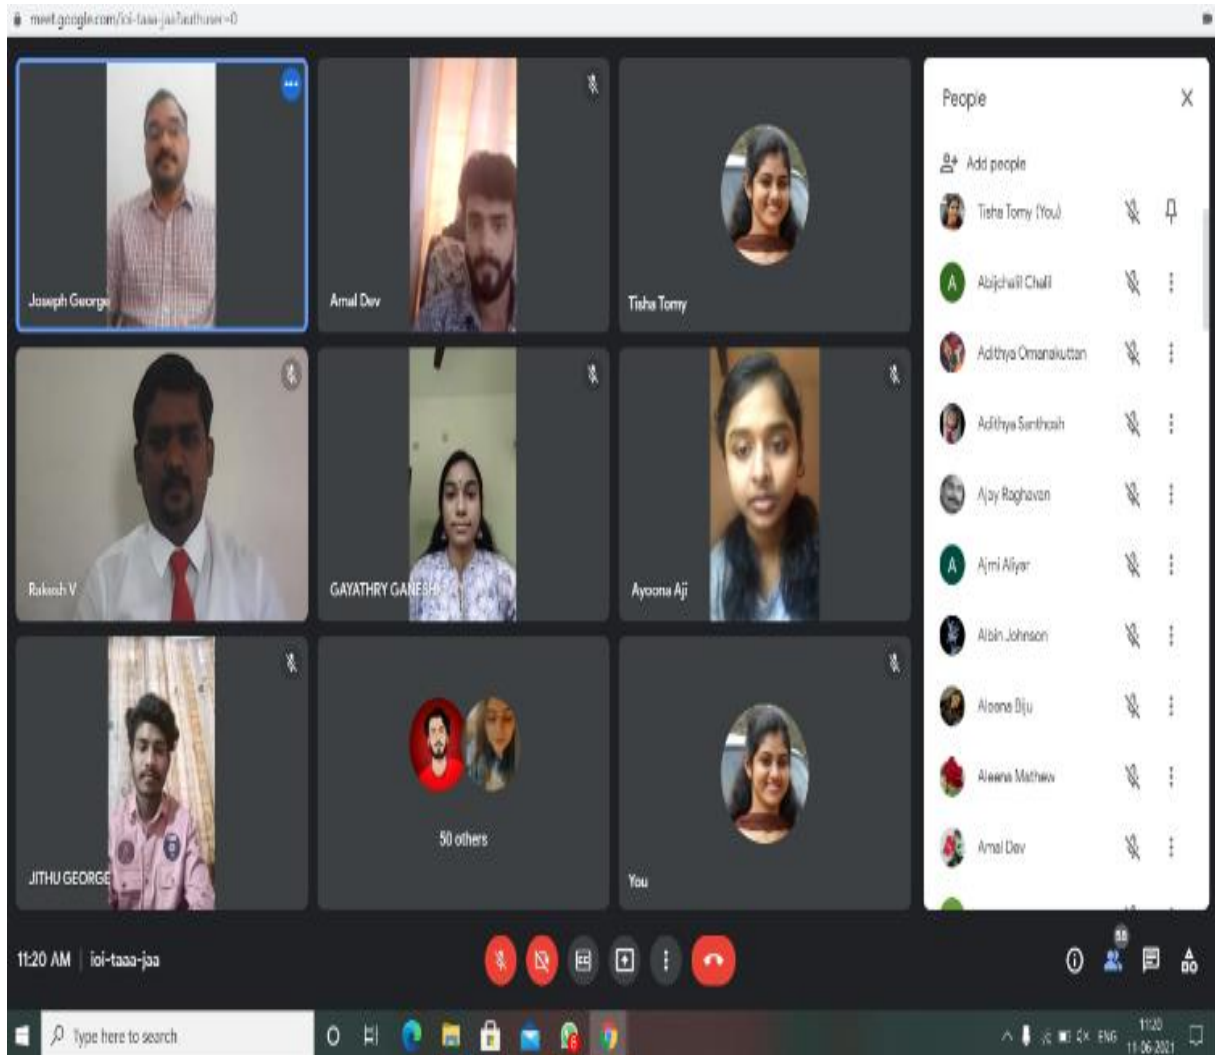 meet.google.com/ioi-taaa-jaa?authuser=0
Joseph George
Amal Dev
Tisha Tomy
Rakesh V
GAYATHRY GANESH
Ayoona Aji
JITHU GEORGE
50 others
You
People
Add people
Tisha Tomy (You)
A Abijchalil Chalil
Adithya Omanakuttan
Adithya Santhosh
Ajay Raghavan
A Ajmi Aliyar
Albin Johnson
Aleena Biju
Aleena Mathew
Amal Dev
11:20 AM | ioi-taaa-jaa
CC
Type here to search
ENG
11:20
11-06-2021